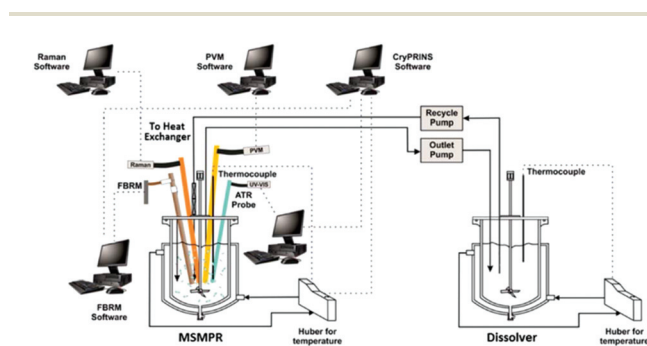 Raman
Software
PVM
Software
CryPRINS
Software
To Heat
Exchanger
Recycle
Pump
Outlet
Pump
PVM
Raman
Thermocouple
Thermocouple
FBRM
UV-VIS
ATR
Probe
FBRM
Software
MSMPR
Huber for
temperature
Dissolver
Huber for
temperature